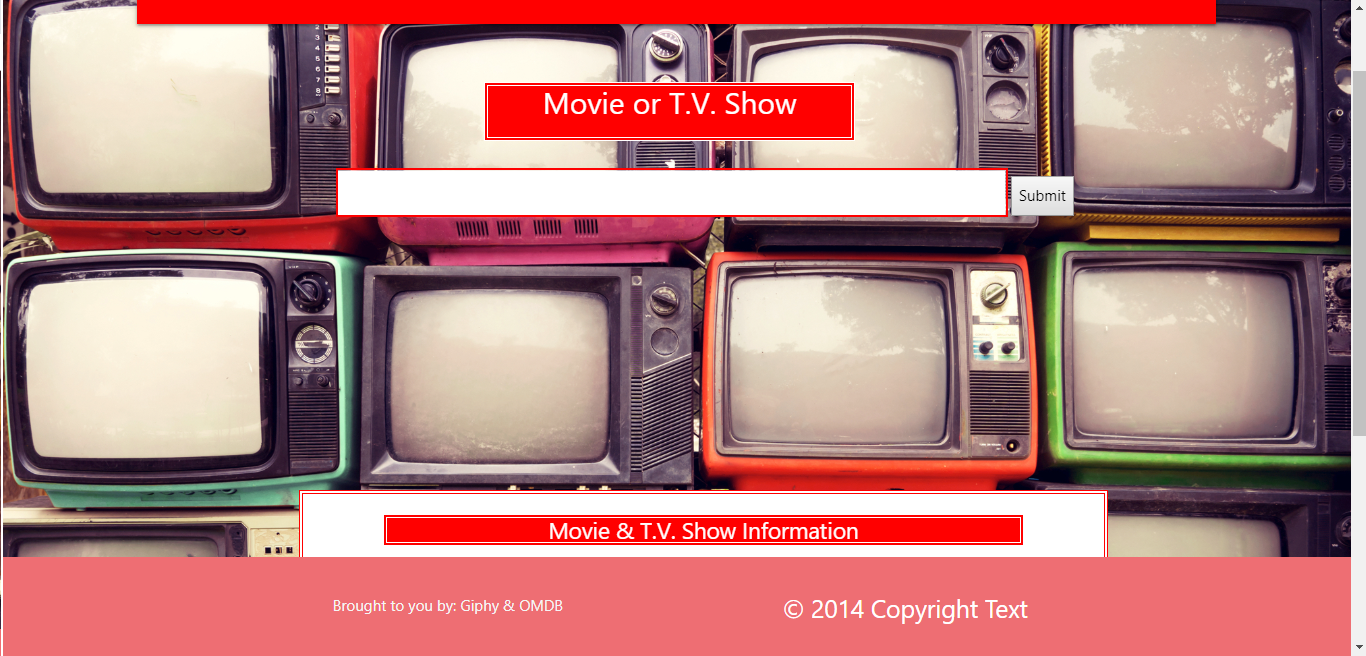 Movie or T.V. Show
Submit
Movie & T.V. Show Information
Brought to you by: Giphy & OMDB
© 2014 Copyright Text